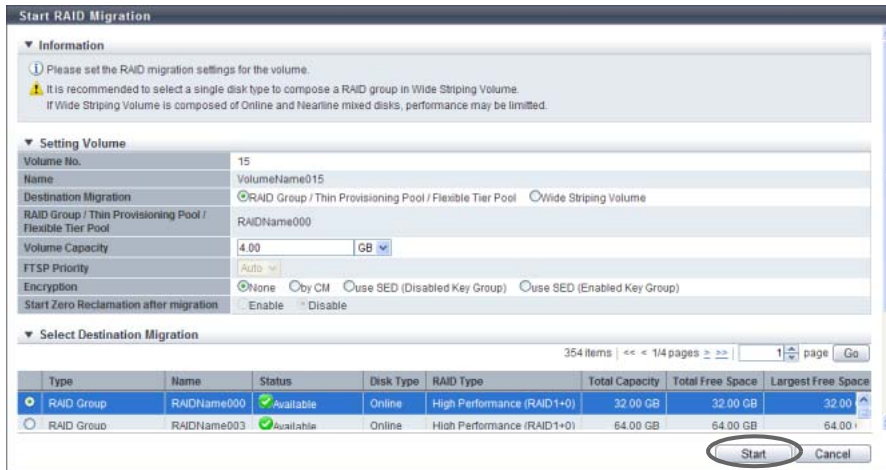 Start RAID Migration
Information
Please set the RAID migration settings for the volume.
It is recommended to select a single disk type to compose a RAID group in Wide Striping Volume.
If Wide Striping Volume is composed of Online and Nearline mixed disks, performance may be limitted.
Setting Volume
Volume No. 15
Name VolumeName015
Destination Migration RAID Group / Thin Provisioning Pool / Flexible Tier Pool Wide Striping Volume
RAID Group / Thin Provisioning Pool / Flexible Tier Pool RAIDName000
Volume Capacity 4.00 GB
FTSP Priority Auto
Encryption None by CM use SED (Disabled Key Group) use SED (Enabled Key Group)
Start Zero Reclamation after migration Enable Disable
Select Destination Migration
354 items | << < 1/4 pages > >> | 1 page Go
Type Name Status Disk Type RAID Type Total Capacity Total Free Space Largest Free Space
RAID Group RAIDName000 Available Online High Performance (RAID1+0) 32.00 GB 32.00 GB 32.00
RAID Group RAIDName003 Available Online High Performance (RAID1+0) 64.00 GB 64.00 GB 64.00
Start Cancel